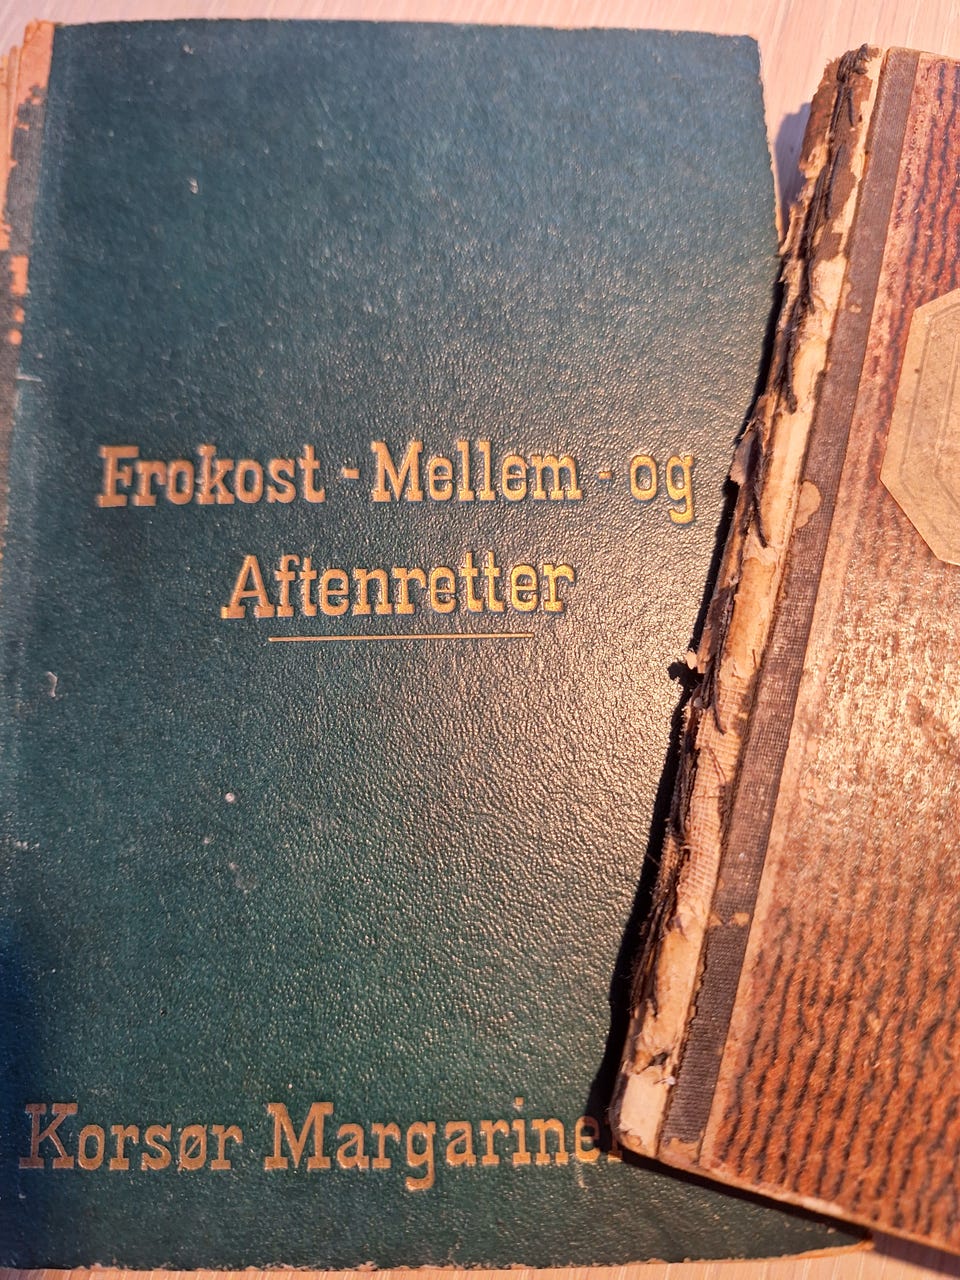 Frokost - Mellem - og
Aftenretter
Korsør Margarine